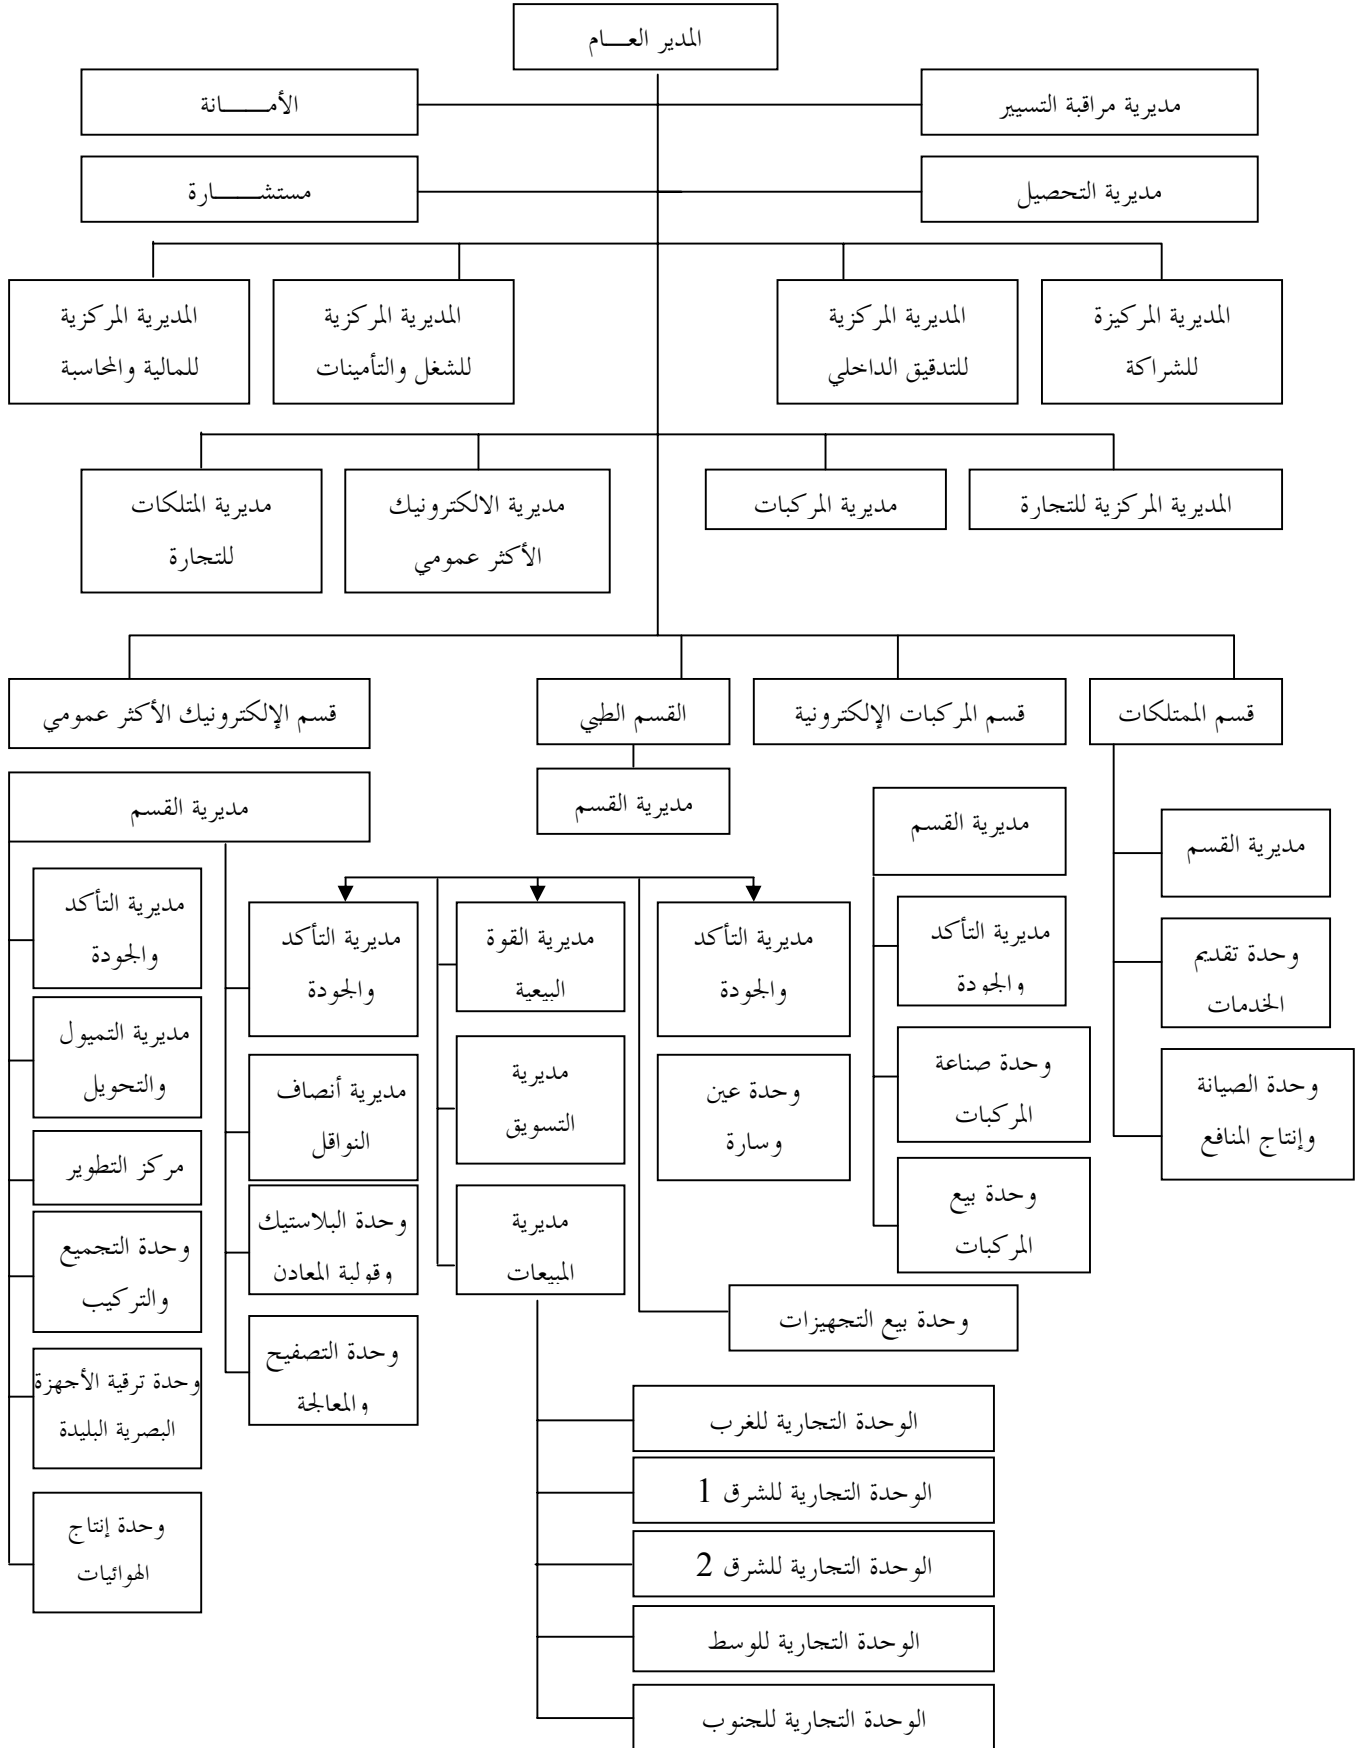 المدير العـــام
مديرية مراقبة التسيير
الأمـــــانة
مديرية التحصيل
مستشـــــارة
المديرية المركيزة
للشراكة
المديرية المركزية
للتدقيق الداخلي
المديرية المركزية
للشغل والتأمينات
المديرية المركزية
للمالية والمحاسبة
المديرية المركزية للتجارة
مديرية المركبات
مديرية الالكترونيك
الأكثر عمومي
مديرية المتلكات
للتجارة
قسم الممتلكات
قسم المركبات الإلكترونية
القسم الطبي
قسم الإلكترونيك الأكثر عمومي
مديرية القسم
وحدة تقديم
الخدمات
وحدة الصيانة
وإنتاج المنافع
مديرية القسم
مديرية التأكد
والجودة
وحدة صناعة
المركبات
وحدة بيع
المركبات
مديرية القسم
مديرية التأكد
والجودة
وحدة عين
وسارة
وحدة بيع التجهيزات
مديرية القوة
البيعية
مديرية
التسويق
مديرية
المبيعات
الوحدة التجارية للغرب
الوحدة التجارية للشرق 1
الوحدة التجارية للشرق 2
الوحدة التجارية للوسط
الوحدة التجارية للجنوب
مديرية القسم
مديرية التأكد
والجودة
مديرية أنصاف
النواقل
وحدة البلاستيك
وقولبة المعادن
وحدة التصفيح
والمعالجة
مديرية التأكد
والجودة
مديرية التميول
والتحويل
مركز التطوير
وحدة التجميع
والتركيب
وحدة ترقية الأجهزة
البصرية البليدة
وحدة إنتاج
الهوائيات